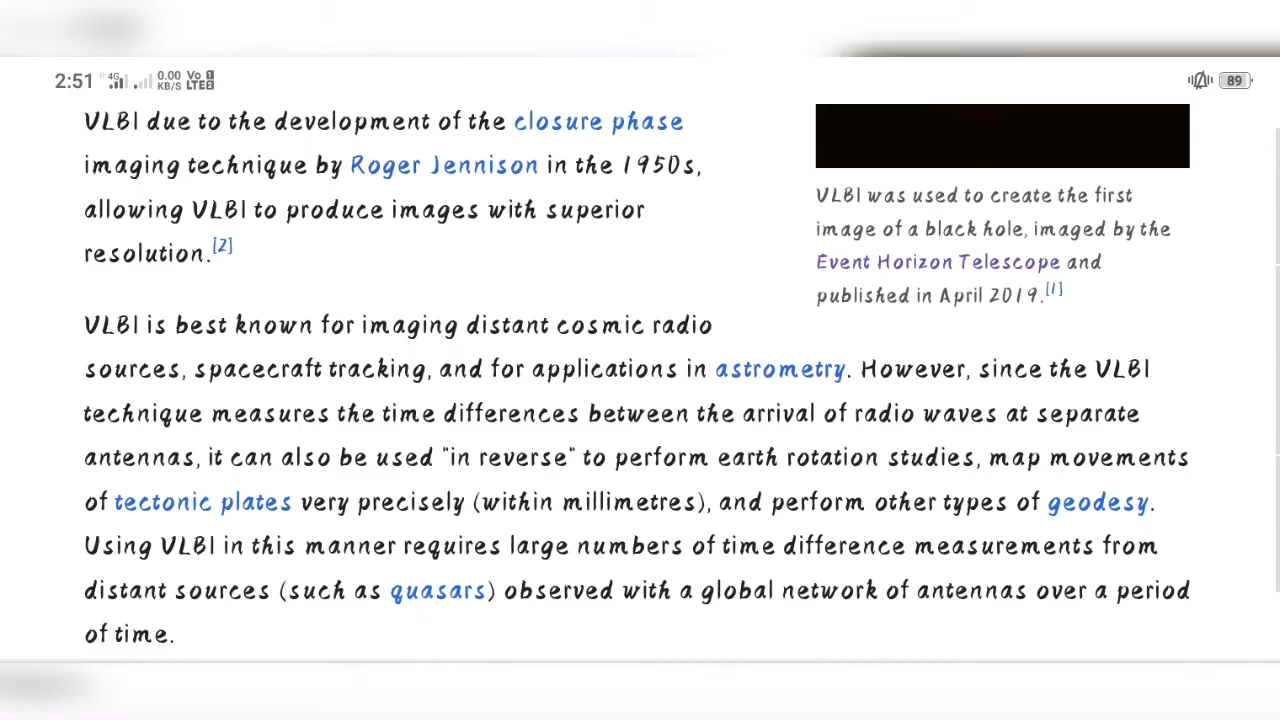 2:51 4G 0.00 KB/S Vo 1 LTE 2 89
VLBI due to the development of the closure phase
imaging technique by Roger Jennison in the 1950s,
allowing VLBI to produce images with superior
resolution.[2]
VLBI was used to create the first
image of a black hole, imaged by the
Event Horizon Telescope and
published in April 2019.[1]
VLBI is best known for imaging distant cosmic radio
sources, spacecraft tracking, and for applications in astrometry. However, since the VLBI
technique measures the time differences between the arrival of radio waves at separate
antennas, it can also be used "in reverse" to perform earth rotation studies, map movements
of tectonic plates very precisely (within millimetres), and perform other types of geodesy.
Using VLBI in this manner requires large numbers of time difference measurements from
distant sources (such as quasars) observed with a global network of antennas over a period
of time.